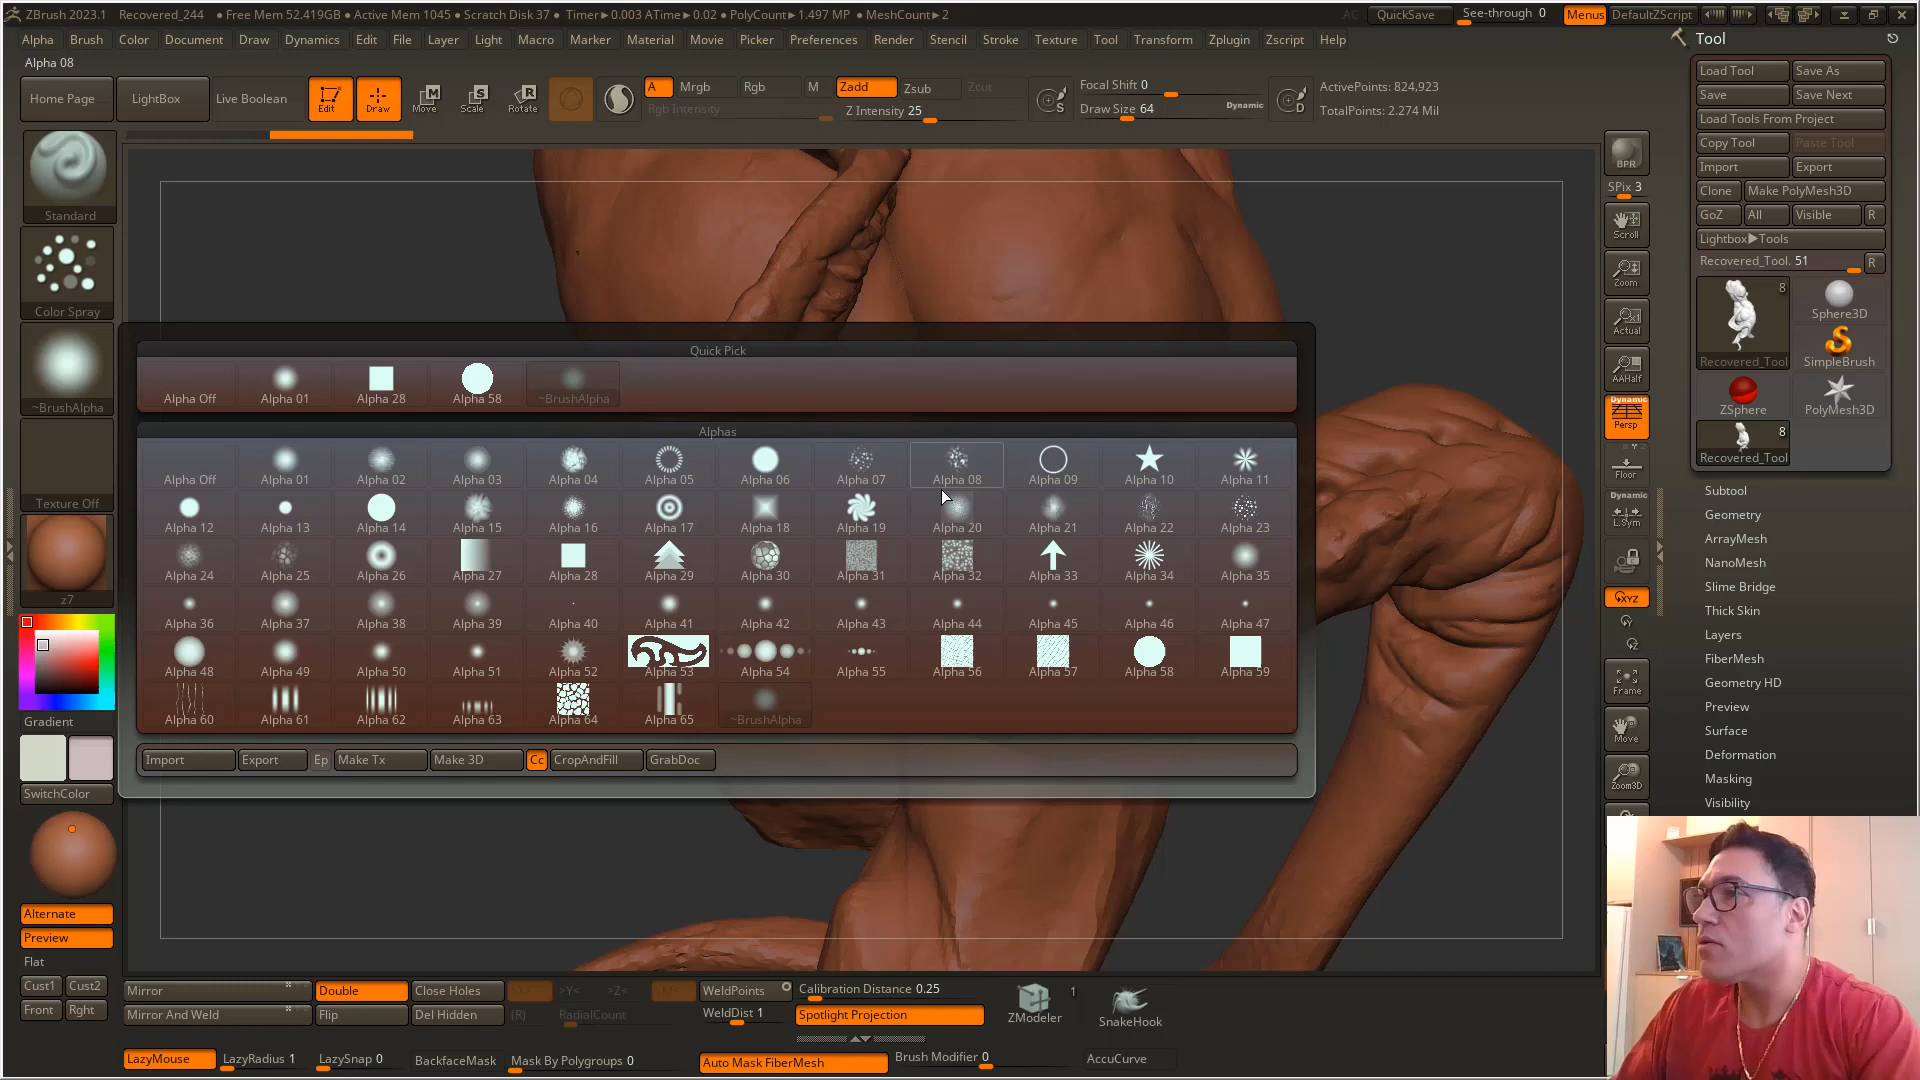 ZBrush 2023.1 Recovered_244 ● Free Mem 52.419GB ● Active Mem 1045 ● Scratch Disk 37 ● Timer▶0.003 ATime▶0.02 ● PolyCount▶1.497 MP ● MeshCount▶2 AC QuickSave See-through 0 Menus DefaultZScript
Alpha Brush Color Document Draw Dynamics Edit File Layer Light Macro Marker Material Movie Picker Preferences Render Stencil Stroke Texture Tool Transform Zplugin Zscript Help
Tool
Alpha 08
Home Page LightBox Live Boolean Edit Draw Move Scale Rotate
A Mrgb Rgb M Zadd Zsub Zcut
Rgb Intensity Z Intensity 25
Focal Shift 0
Draw Size 64 Dynamic
ActivePoints: 824,923
TotalPoints: 2.274 Mil
Load Tool Save As
Save Save Next
Load Tools From Project
Copy Tool Paste Tool
Import Export
Clone Make PolyMesh3D
GoZ All Visible R
Lightbox▶Tools
Recovered_Tool. 51 R
8 Sphere3D
Recovered_Tool SimpleBrush
ZSphere PolyMesh3D
8
Recovered_Tool
Subtool
Geometry
ArrayMesh
NanoMesh
Slime Bridge
Thick Skin
Layers
FiberMesh
Geometry HD
Preview
Surface
Deformation
Masking
Visibility
BPR
SPix 3
Scroll
Zoom
Actual
AAHalf
Dynamic
Persp
Floor
Dynamic
L.Sym
XYZ
Frame
Move
Zoom3D
Standard
Color Spray
~BrushAlpha
Texture Off
z7
Gradient
SwitchColor
Alternate
Preview
Flat
Cust1 Cust2
Front Rght
Quick Pick
Alpha Off Alpha 01 Alpha 28 Alpha 58 ~BrushAlpha
Alphas
Alpha Off Alpha 01 Alpha 02 Alpha 03 Alpha 04 Alpha 05 Alpha 06 Alpha 07 Alpha 08 Alpha 09 Alpha 10 Alpha 11
Alpha 12 Alpha 13 Alpha 14 Alpha 15 Alpha 16 Alpha 17 Alpha 18 Alpha 19 Alpha 20 Alpha 21 Alpha 22 Alpha 23
Alpha 24 Alpha 25 Alpha 26 Alpha 27 Alpha 28 Alpha 29 Alpha 30 Alpha 31 Alpha 32 Alpha 33 Alpha 34 Alpha 35
Alpha 36 Alpha 37 Alpha 38 Alpha 39 Alpha 40 Alpha 41 Alpha 42 Alpha 43 Alpha 44 Alpha 45 Alpha 46 Alpha 47
Alpha 48 Alpha 49 Alpha 50 Alpha 51 Alpha 52 Alpha 53 Alpha 54 Alpha 55 Alpha 56 Alpha 57 Alpha 58 Alpha 59
Alpha 60 Alpha 61 Alpha 62 Alpha 63 Alpha 64 Alpha 65 ~BrushAlpha
Import Export Ep Make Tx Make 3D Cc CropAndFill GrabDoc
Mirror Double Close Holes >Y< >Z< WeldPoints Calibration Distance 0.25
Mirror And Weld Flip Del Hidden (R) RadialCount WeldDist 1 Spotlight Projection
ZModeler 1 SnakeHook
LazyMouse LazyRadius 1 LazySnap 0 BackfaceMask Mask By Polygroups 0 Auto Mask FiberMesh Brush Modifier 0 AccuCurve